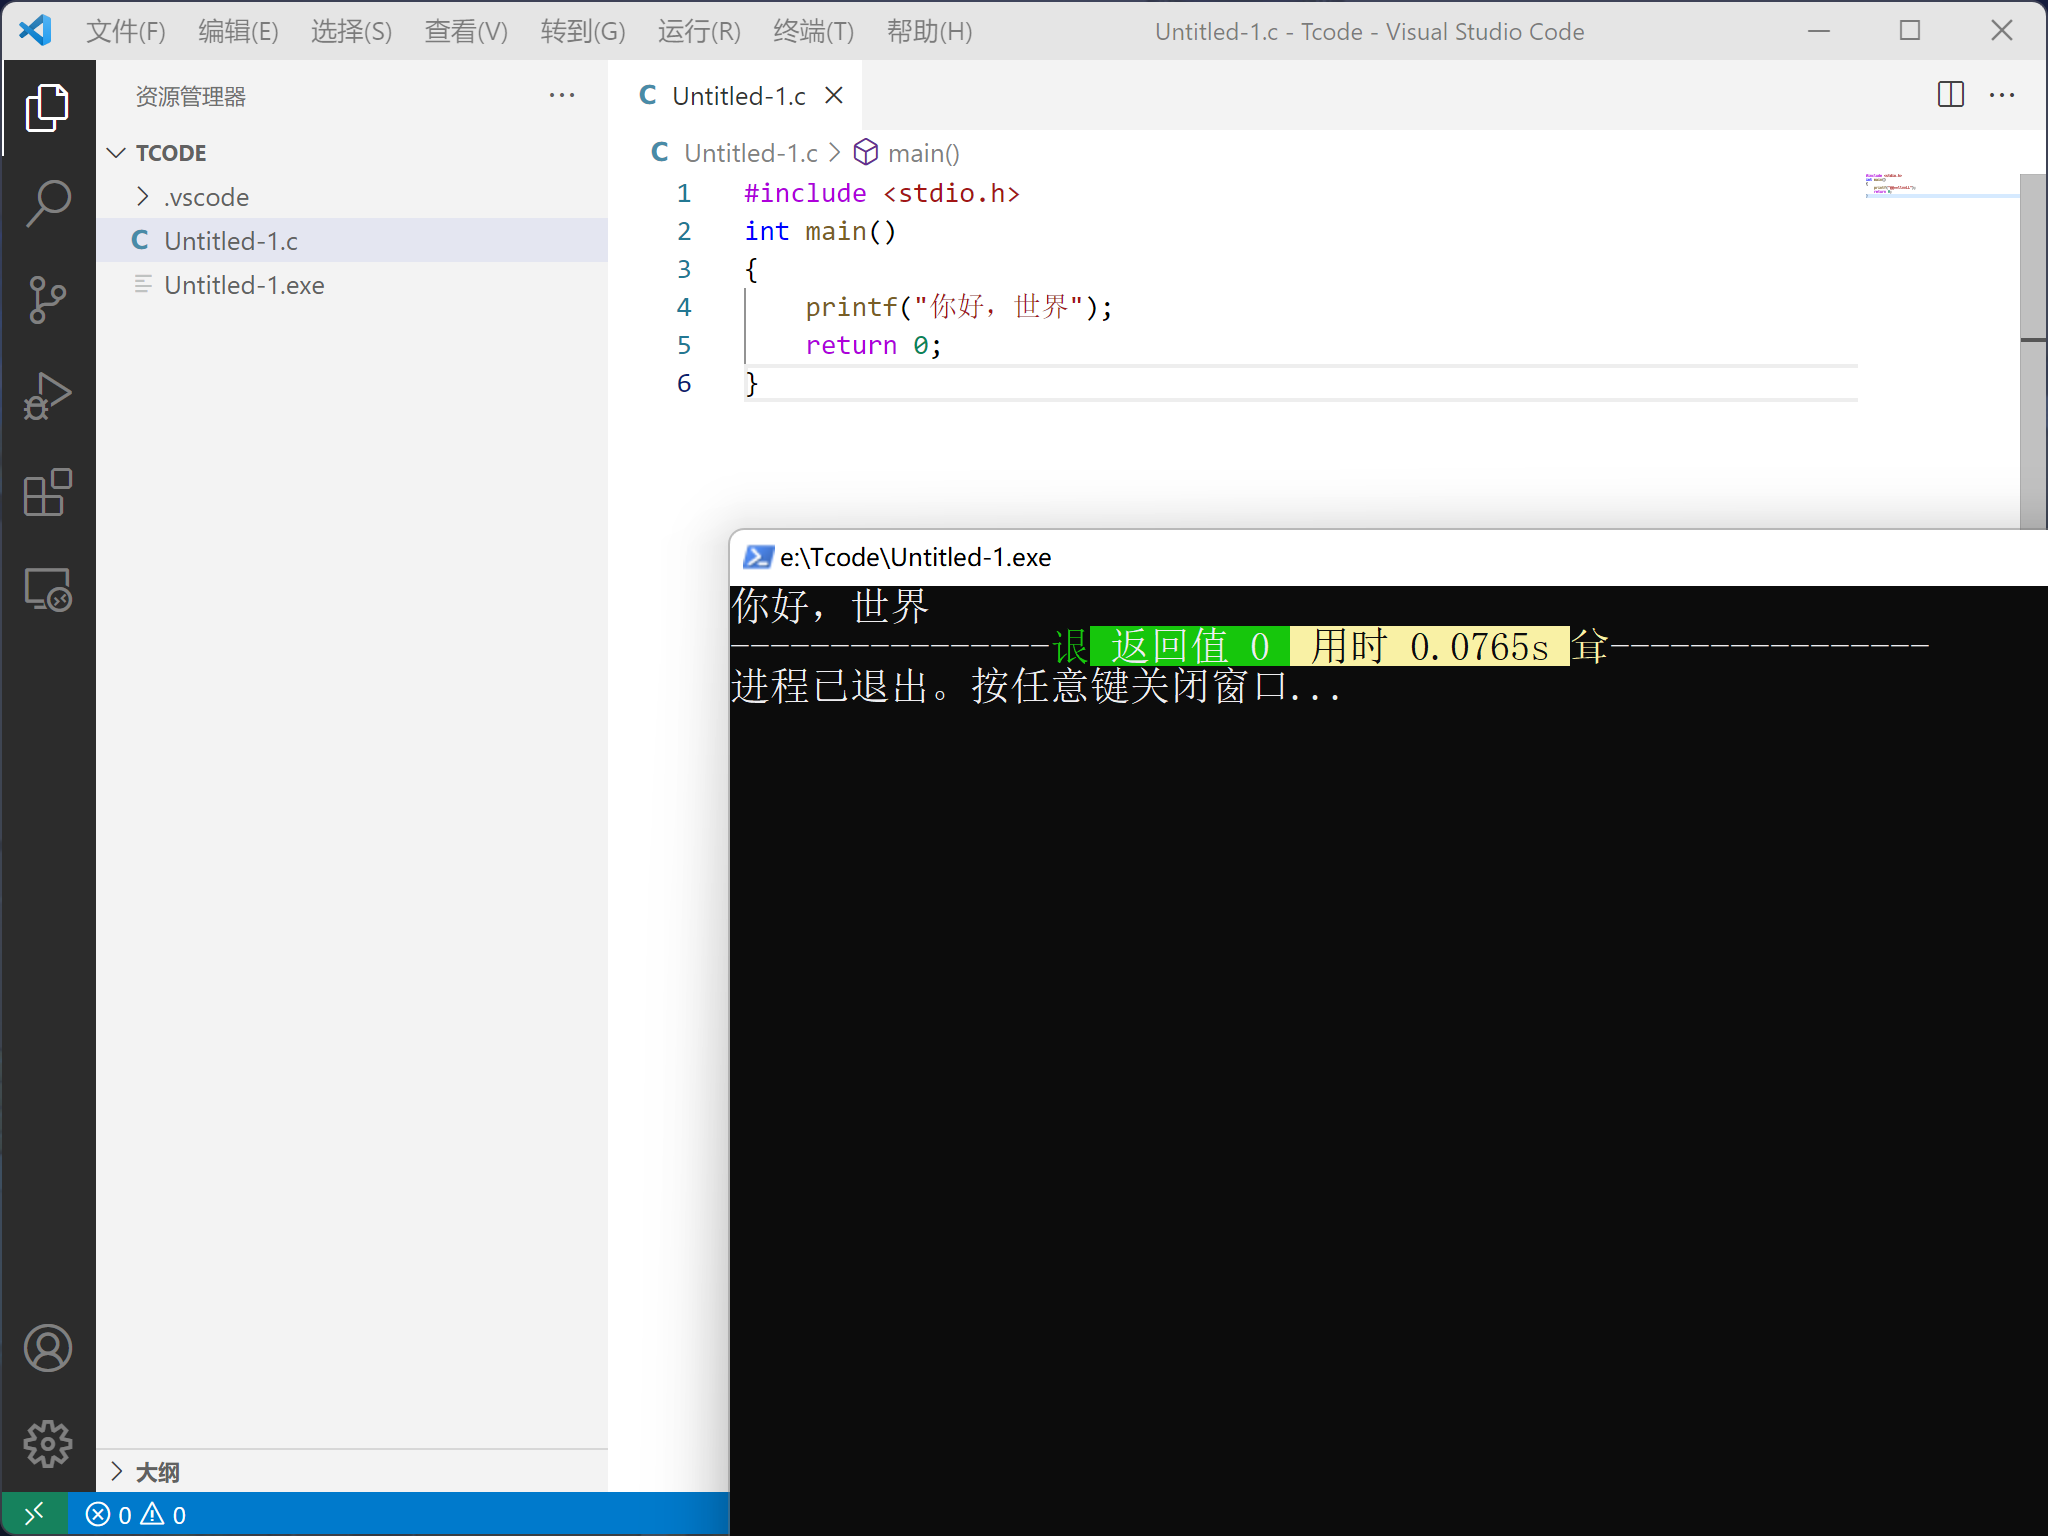 文件(F) 编辑(E) 选择(S) 查看(V) 转到(G) 运行(R) 终端(T) 帮助(H) Untitled-1.c - Tcode - Visual Studio Code
资源管理器
TCODE
.vscode
C Untitled-1.c
Untitled-1.exe
大纲
C Untitled-1.c
C Untitled-1.c > main()
1 #include <stdio.h>
2 int main()
3 {
4 printf("你好，世界");
5 return 0;
6 }
e:\Tcode\Untitled-1.exe
你好，世界
----------------诋 返回值 0  用时 0.0765s 耷----------------
进程已退出。按任意键关闭窗口...
0 0